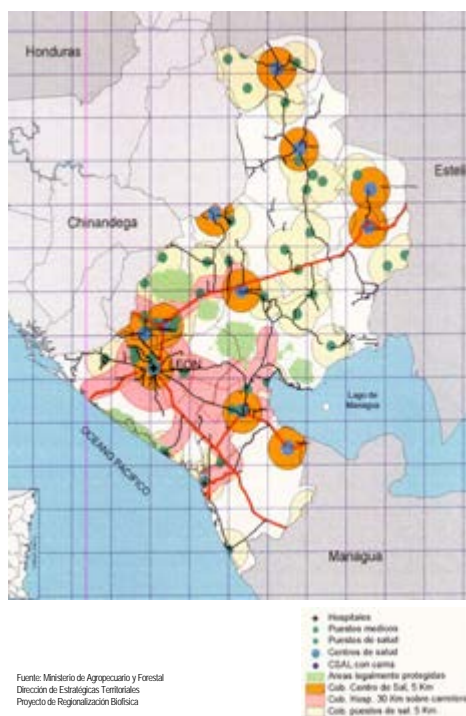 Honduras
Estelí
Chinandega
LEON
Lago de
Managua
OCEANO PACIFICO
Managua
Hospitales
Puestos medicos
Puestos de salud
Centros de salud
CSAL con cama
Areas legalmente protegidas
Cob. Centro de Sal, 5 Km
Cob. Hosp. 30 Km sobre carretera
Cob. puestos de sal. 5 Km.
Fuente: Ministerio de Agropecuario y Forestal
Dirección de Estratégicas Territoriales
Proyecto de Regionalización Biofísica